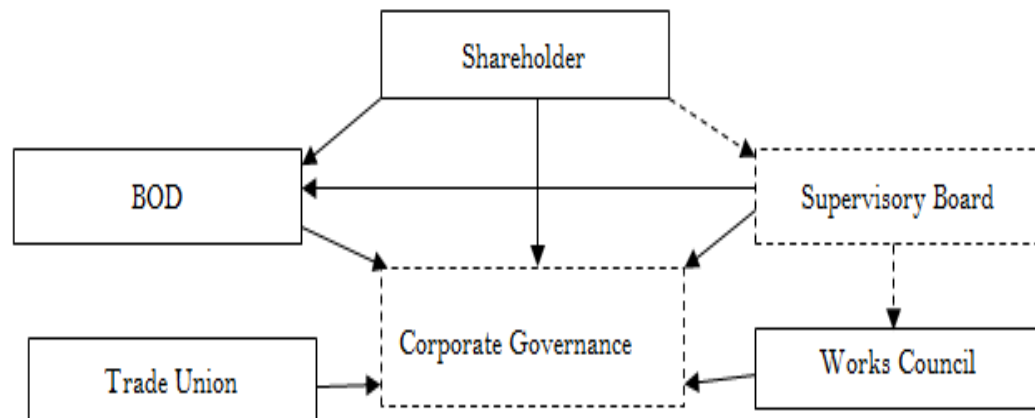 Shareholder
BOD
Supervisory Board
Corporate Governance
Works Council
Trade Union